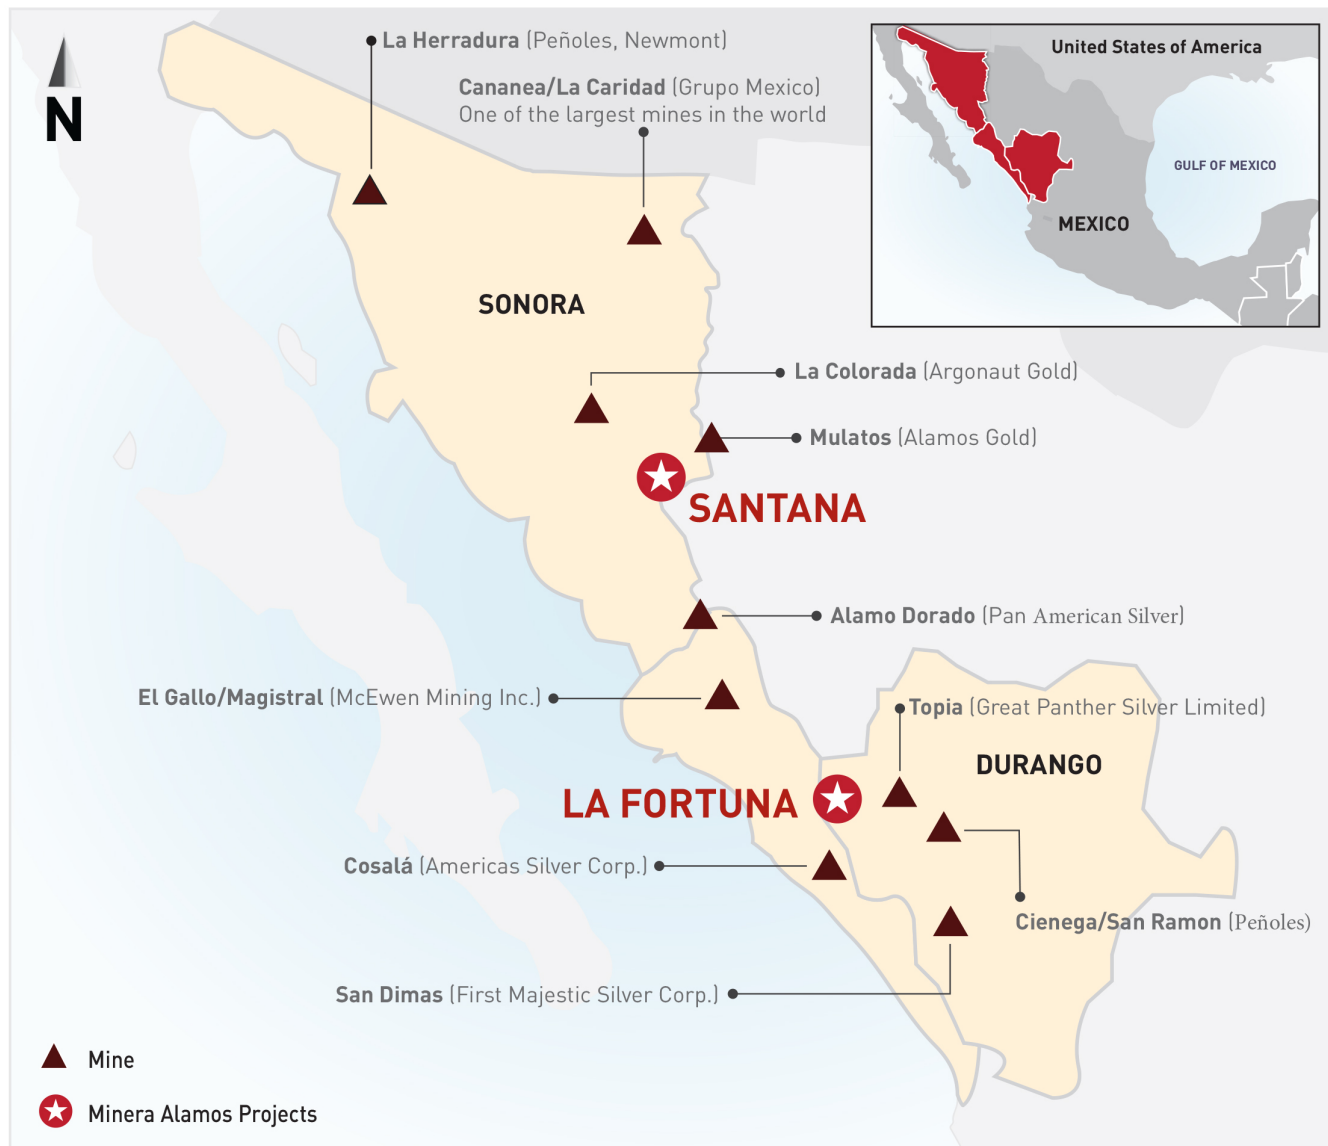 La Herradura (Peñoles, Newmont)
N
Cananea/La Caridad (Grupo Mexico)
One of the largest mines in the world
United States of America
GULF OF MEXICO
MEXICO
SONORA
La Colorada (Argonaut Gold)
Mulatos (Alamos Gold)
SANTANA
Alamo Dorado (Pan American Silver)
El Gallo/Magistral (McEwen Mining Inc.)
Topia (Great Panther Silver Limited)
DURANGO
LA FORTUNA
Cosalá (Americas Silver Corp.)
Cienega/San Ramon (Peñoles)
San Dimas (First Majestic Silver Corp.)
Mine
Minera Alamos Projects